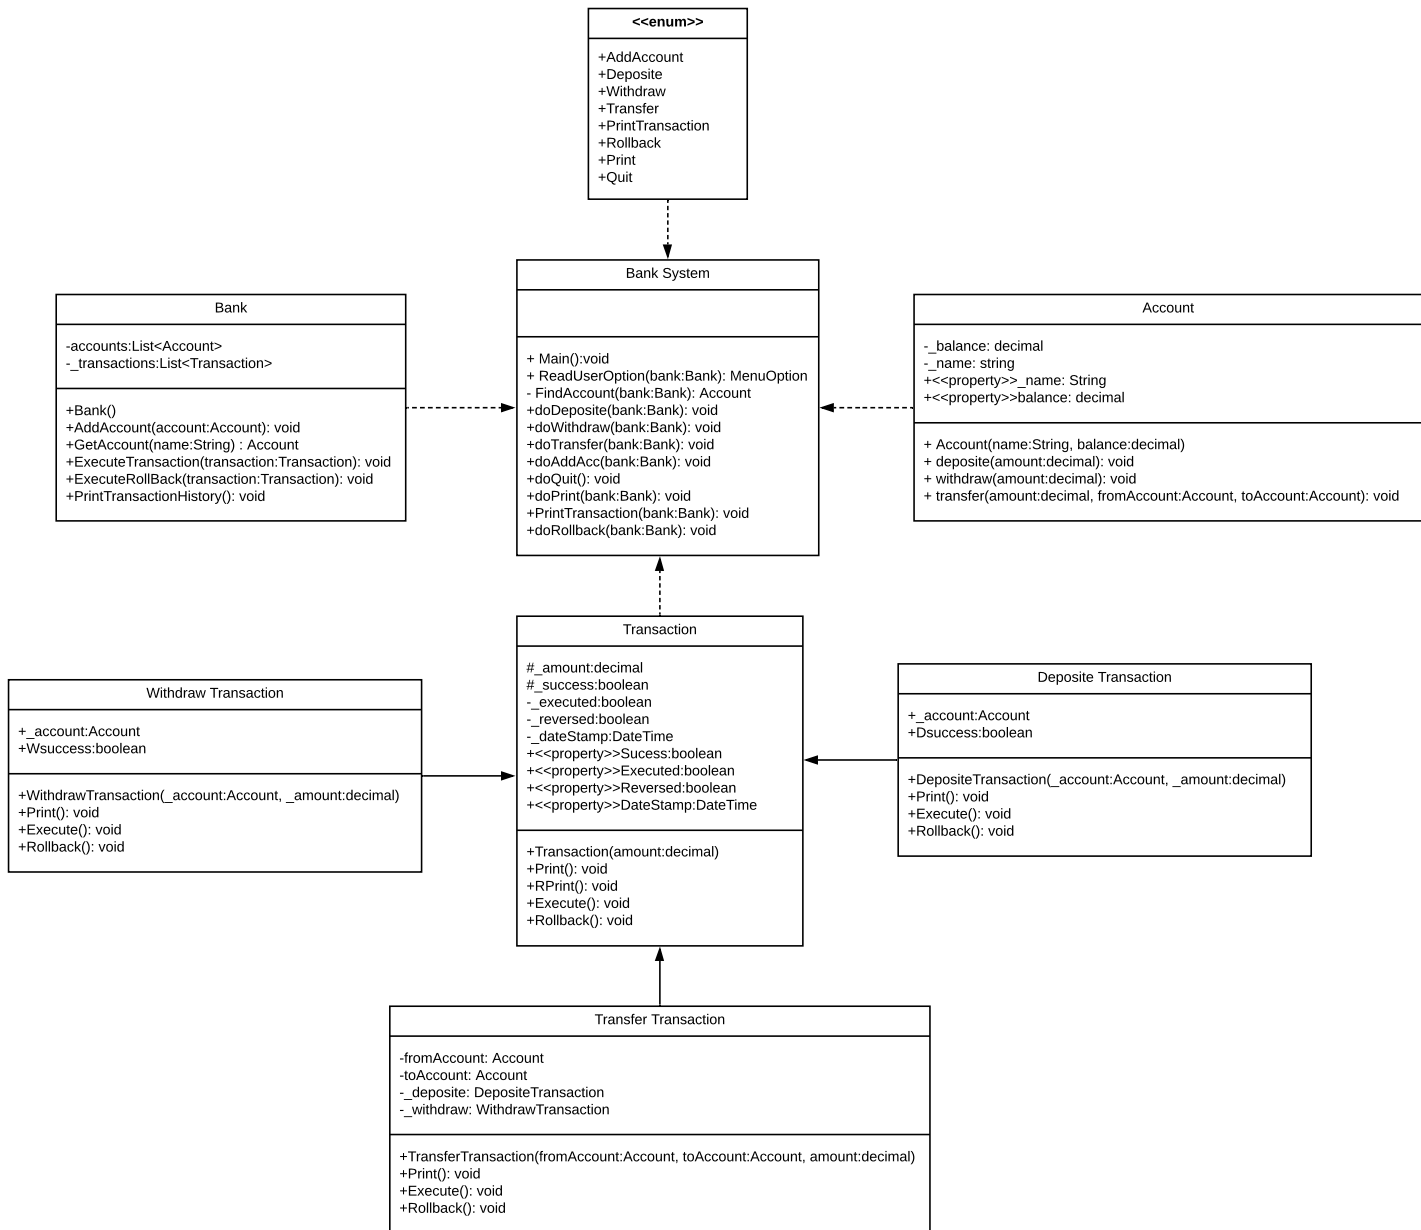 <<enum>>
+AddAccount
+Deposite
+Withdraw
+Transfer
+PrintTransaction
+Rollback
+Print
+Quit
Bank System
+ Main():void
+ ReadUserOption(bank:Bank): MenuOption
- FindAccount(bank:Bank): Account
+doDeposite(bank:Bank): void
+doWithdraw(bank:Bank): void
+doTransfer(bank:Bank): void
+doAddAcc(bank:Bank): void
+doQuit(): void
+doPrint(bank:Bank): void
+PrintTransaction(bank:Bank): void
+doRollback(bank:Bank): void
Bank
-accounts:List<Account>
-_transactions:List<Transaction>
+Bank()
+AddAccount(account:Account): void
+GetAccount(name:String) : Account
+ExecuteTransaction(transaction:Transaction): void
+ExecuteRollBack(transaction:Transaction): void
+PrintTransactionHistory(): void
Account
-_balance: decimal
-_name: string
+<<property>>_name: String
+<<property>>balance: decimal
+ Account(name:String, balance:decimal)
+ deposite(amount:decimal): void
+ withdraw(amount:decimal): void
+ transfer(amount:decimal, fromAccount:Account, toAccount:Account): void
Transaction
#_amount:decimal
#_success:boolean
-_executed:boolean
-_reversed:boolean
-_dateStamp:DateTime
+<<property>>Sucess:boolean
+<<property>>Executed:boolean
+<<property>>Reversed:boolean
+<<property>>DateStamp:DateTime
+Transaction(amount:decimal)
+Print(): void
+RPrint(): void
+Execute(): void
+Rollback(): void
Withdraw Transaction
+_account:Account
+Wsuccess:boolean
+WithdrawTransaction(_account:Account, _amount:decimal)
+Print(): void
+Execute(): void
+Rollback(): void
Deposite Transaction
+_account:Account
+Dsuccess:boolean
+DepositeTransaction(_account:Account, _amount:decimal)
+Print(): void
+Execute(): void
+Rollback(): void
Transfer Transaction
-fromAccount: Account
-toAccount: Account
-_deposite: DepositeTransaction
-_withdraw: WithdrawTransaction
+TransferTransaction(fromAccount:Account, toAccount:Account, amount:decimal)
+Print(): void
+Execute(): void
+Rollback(): void